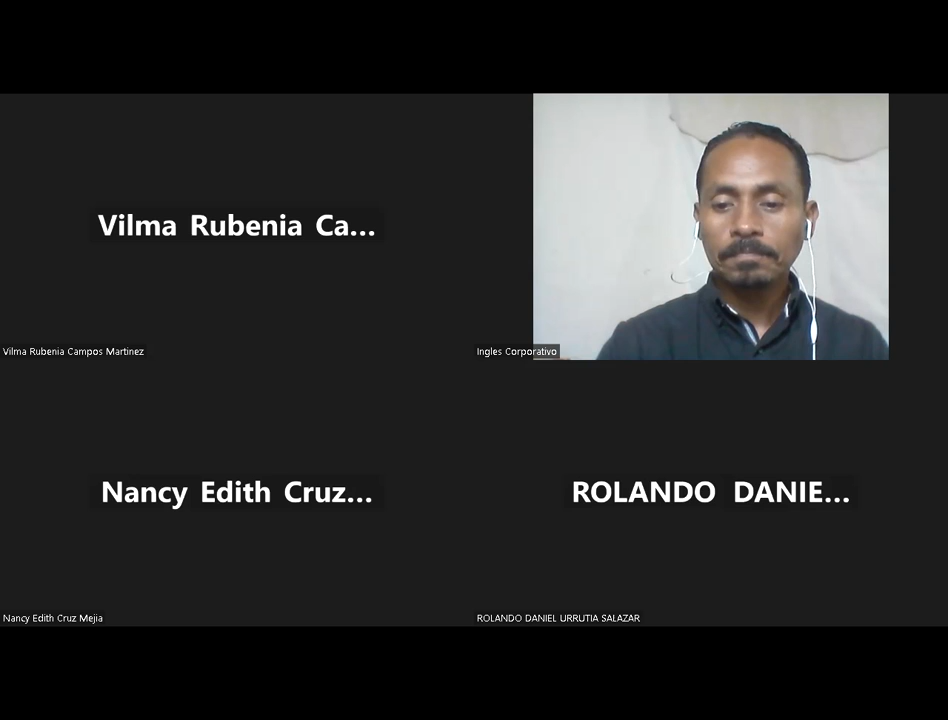 Vilma Rubenia Ca...
Vilma Rubenia Campos Martinez
Ingles Corporativo
Nancy Edith Cruz...
ROLANDO DANIE...
Nancy Edith Cruz Mejia
ROLANDO DANIEL URRUTIA SALAZAR